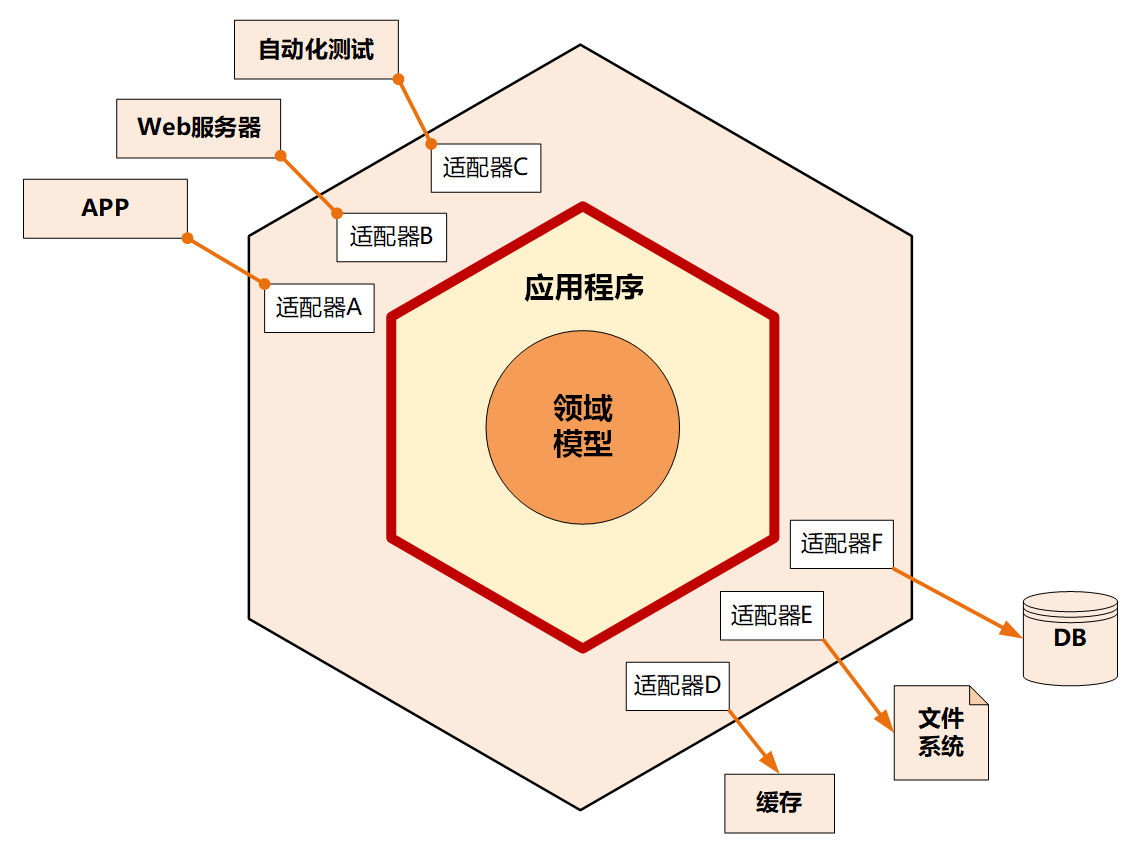 自动化测试
Web服务器
APP
适配器C
适配器B
适配器A
应用程序
领域
模型
适配器F
适配器E
适配器D
DB
文件
系统
缓存